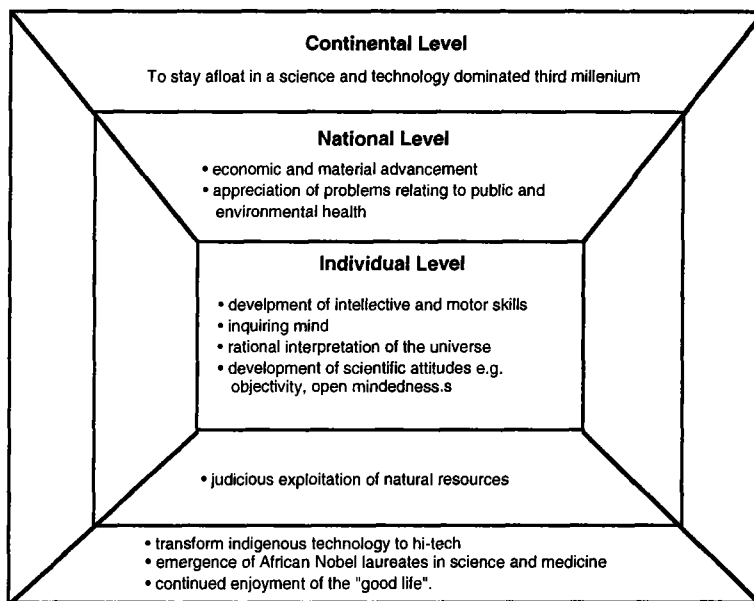 Continental Level
To stay afloat in a science and technology dominated third millenium
National Level
• economic and material advancement
• appreciation of problems relating to public and
environmental health
Individual Level
• develpment of intellective and motor skills
• inquiring mind
• rational interpretation of the universe
• development of scientific attitudes e.g.
objectivity, open mindedness.s
• judicious exploitation of natural resources
• transform indigenous technology to hi-tech
• emergence of African Nobel laureates in science and medicine
• continued enjoyment of the "good life".